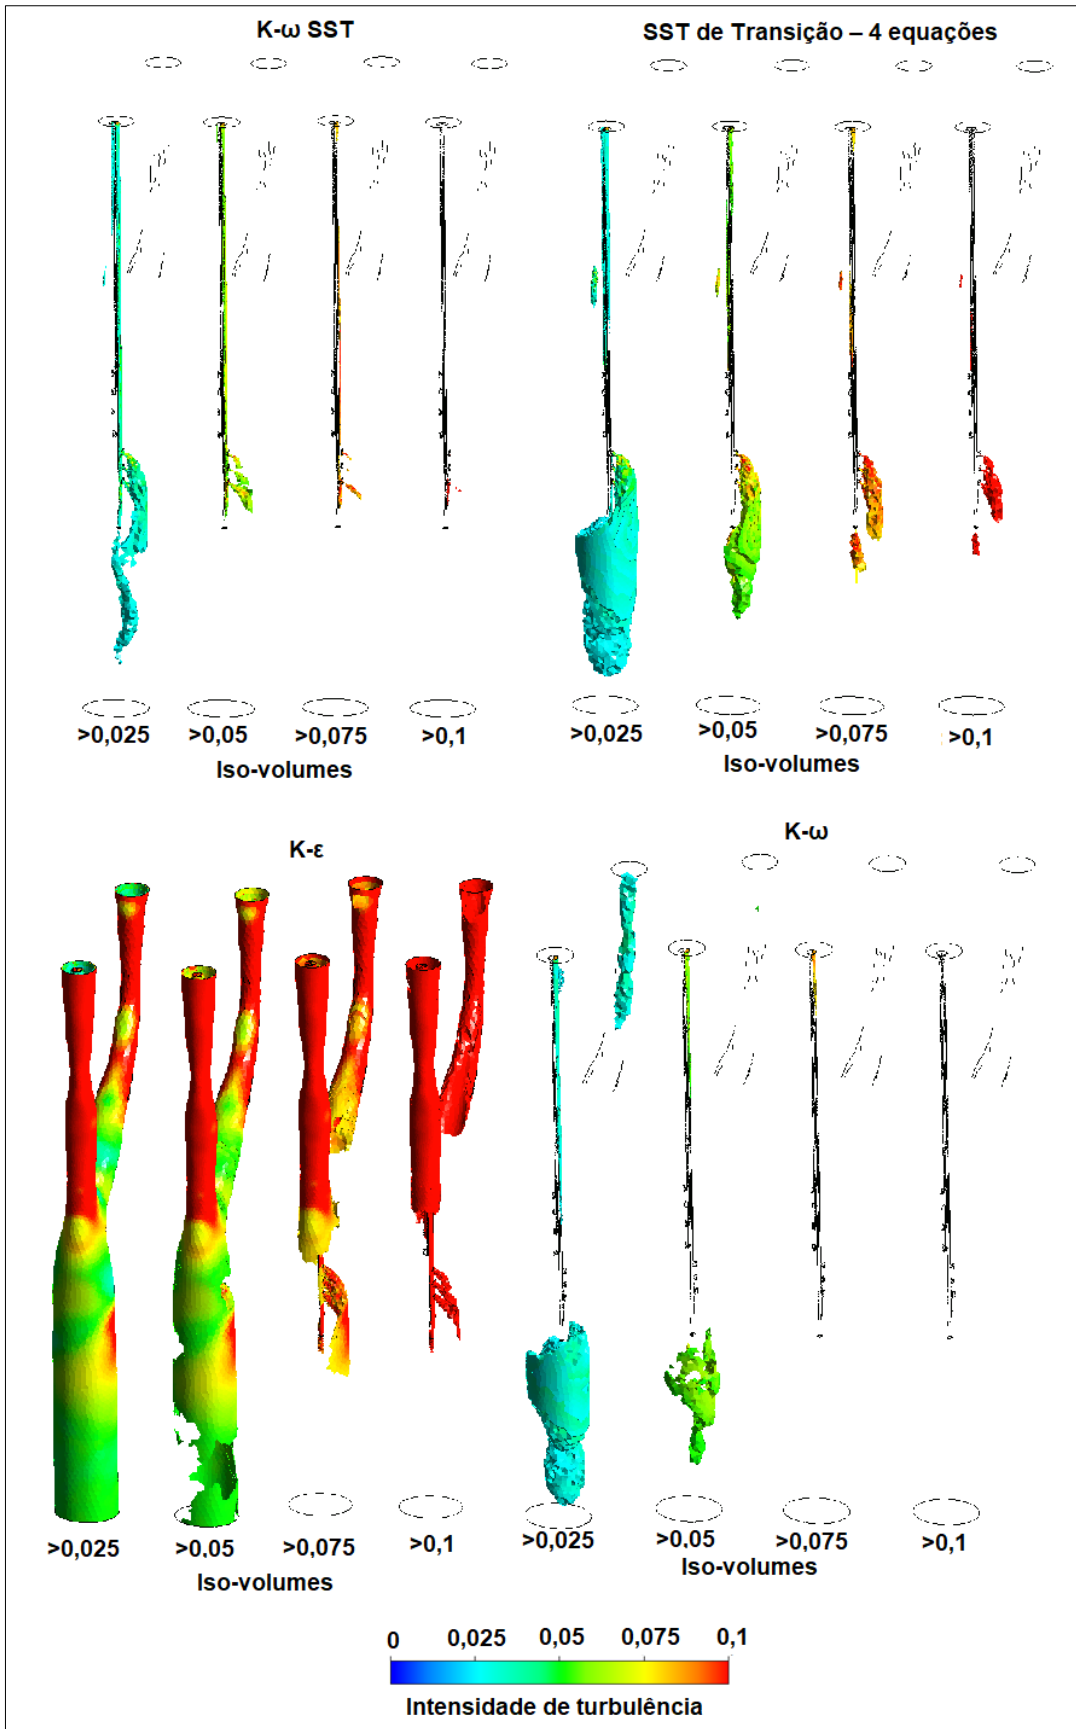 K-ω SST
SST de Transição – 4 equações
>0,025 >0,05 >0,075 >0,1
Iso-volumes
>0,025 >0,05 >0,075 >0,1
Iso-volumes
K-ε
K-ω
>0,025 >0,05 >0,075 >0,1
Iso-volumes
>0,025 >0,05 >0,075 >0,1
Iso-volumes
0 0,025 0,05 0,075 0,1
Intensidade de turbulência